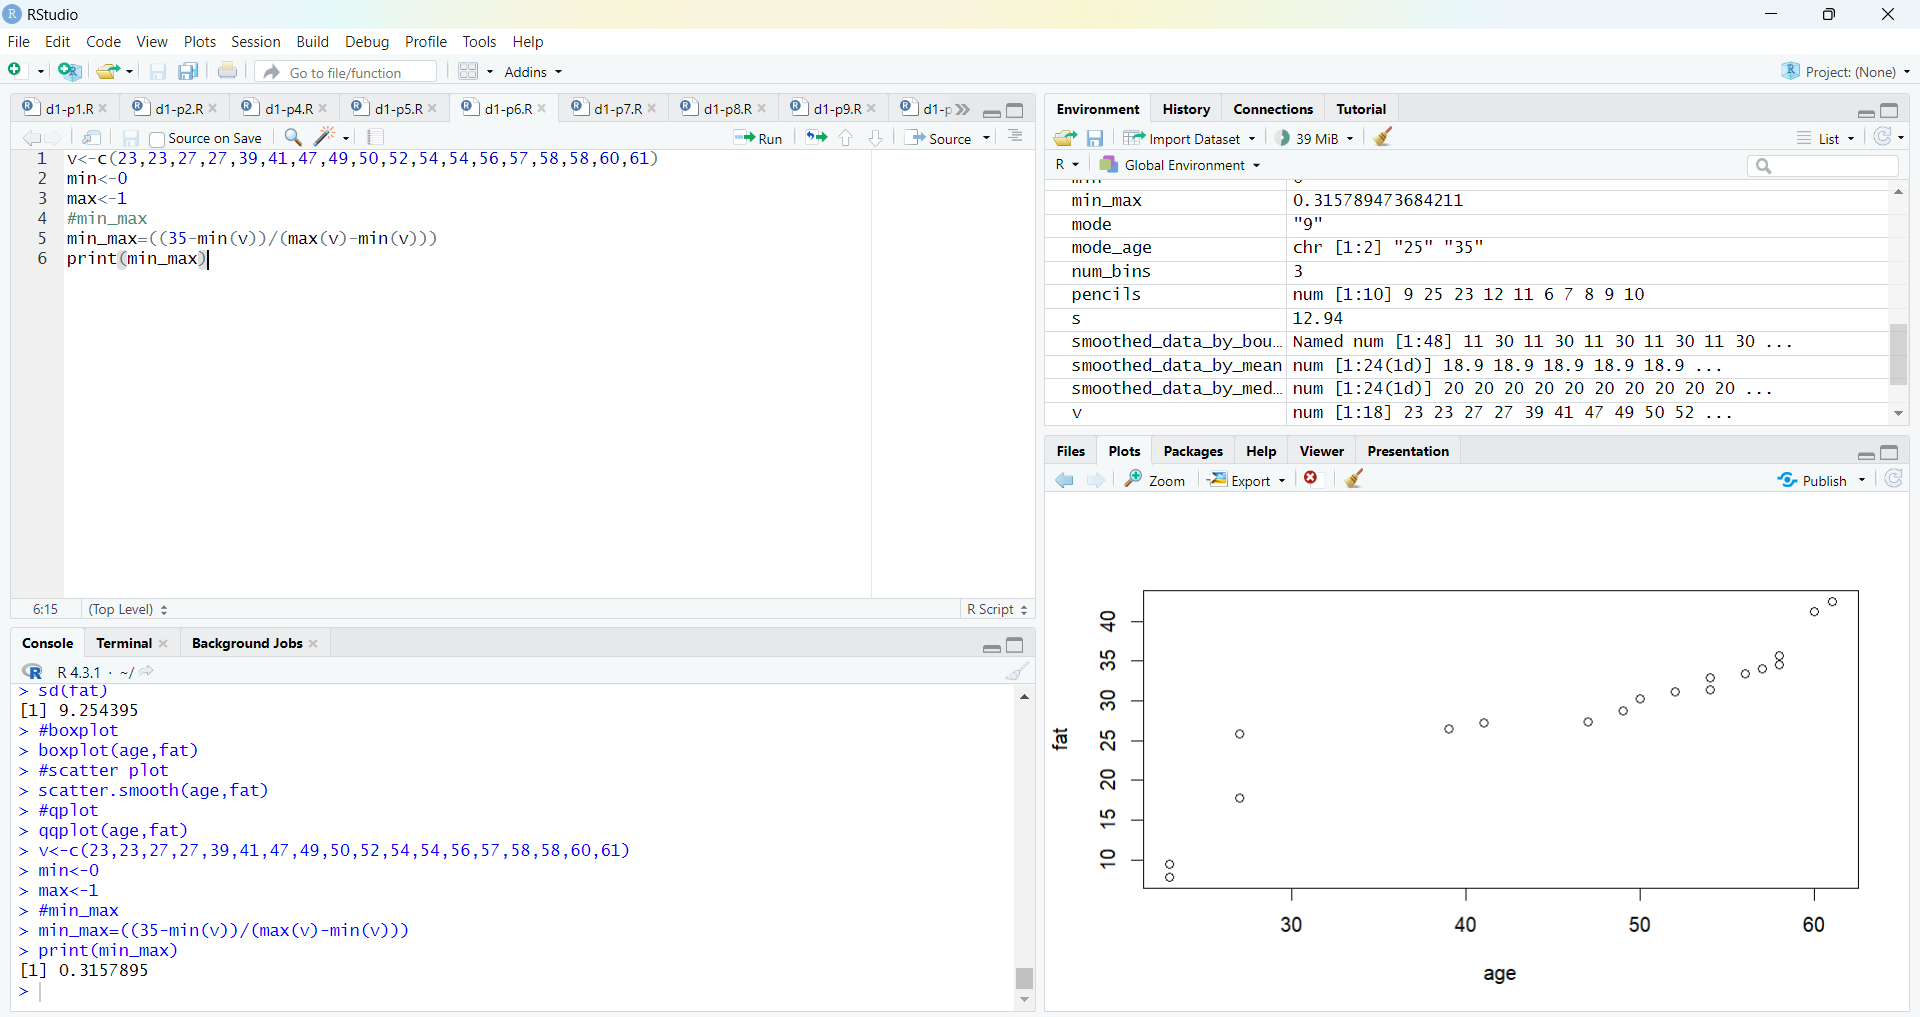 RStudio
File Edit Code View Plots Session Build Debug Profile Tools Help
Go to file/function Addins Project: (None)
d1-p1.R d1-p2.R d1-p4.R d1-p5.R d1-p6.R d1-p7.R d1-p8.R d1-p9.R d1-p
Source on Save Run Source
1 v<-c(23,23,27,27,39,41,47,49,50,52,54,54,56,57,58,58,60,61)
2 min<-0
3 max<-1
4 #min_max
5 min_max=((35-min(v))/(max(v)-min(v)))
6 print(min_max)
6:15 (Top Level) R Script
Console Terminal Background Jobs
R 4.3.1 · ~/
> sd(fat)
[1] 9.254395
> #boxplot
> boxplot(age,fat)
> #scatter plot
> scatter.smooth(age,fat)
> #qplot
> qqplot(age,fat)
> v<-c(23,23,27,27,39,41,47,49,50,52,54,54,56,57,58,58,60,61)
> min<-0
> max<-1
> #min_max
> min_max=((35-min(v))/(max(v)-min(v)))
> print(min_max)
[1] 0.3157895
>
Environment History Connections Tutorial
Import Dataset 39 MiB List
R Global Environment
min_max 0.315789473684211
mode "9"
mode_age chr [1:2] "25" "35"
num_bins 3
pencils num [1:10] 9 25 23 12 11 6 7 8 9 10
s 12.94
smoothed_data_by_bou… Named num [1:48] 11 30 11 30 11 30 11 30 11 30 ...
smoothed_data_by_mean num [1:24(1d)] 18.9 18.9 18.9 18.9 18.9 ...
smoothed_data_by_med… num [1:24(1d)] 20 20 20 20 20 20 20 20 20 20 ...
v num [1:18] 23 23 27 27 39 41 47 49 50 52 ...
Files Plots Packages Help Viewer Presentation
Zoom Export Publish
fat
40
35
30
25
20
15
10
30 40 50 60
age